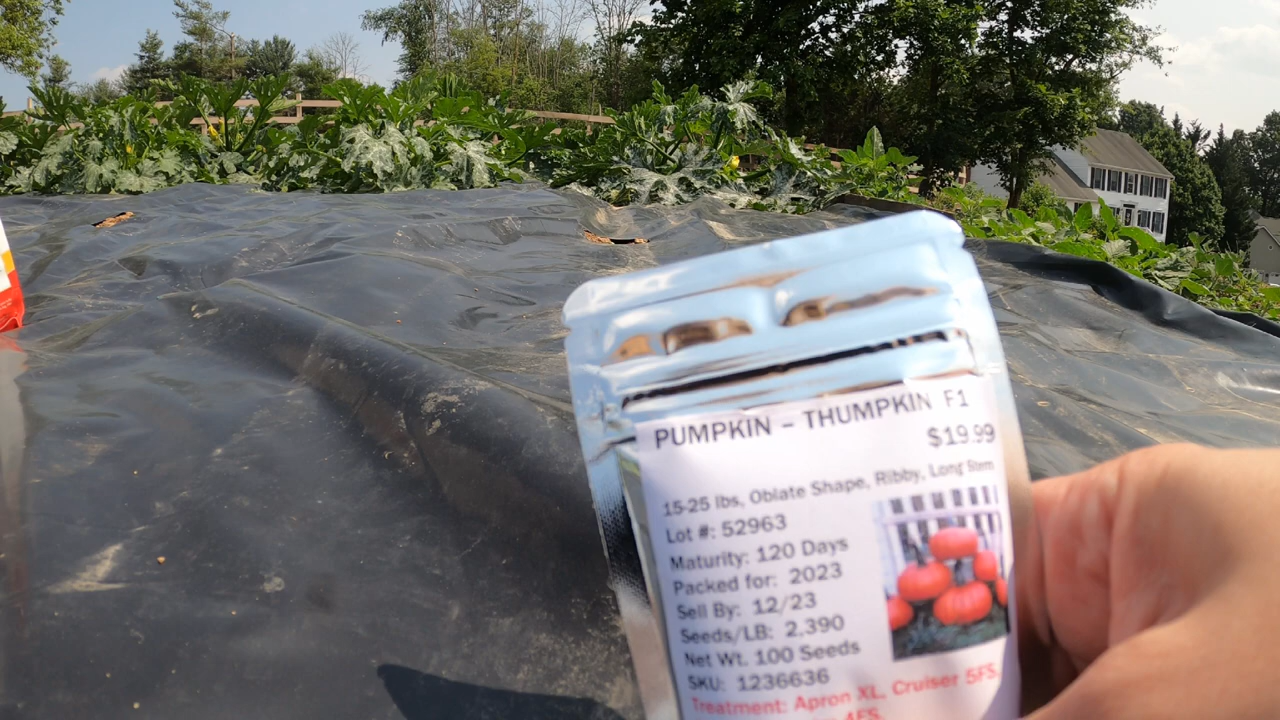 PUMPKIN – THUMPKIN F1
$19.99
15-25 lbs, Oblate Shape, Ribby, Long Stem
Lot #: 52963
Maturity: 120 Days
Packed for: 2023
Sell By: 12/23
Seeds/LB: 2,390
Net Wt. 100 Seeds
SKU: 1236636
Treatment: Apron XL, Cruiser 5FS,
4FS,